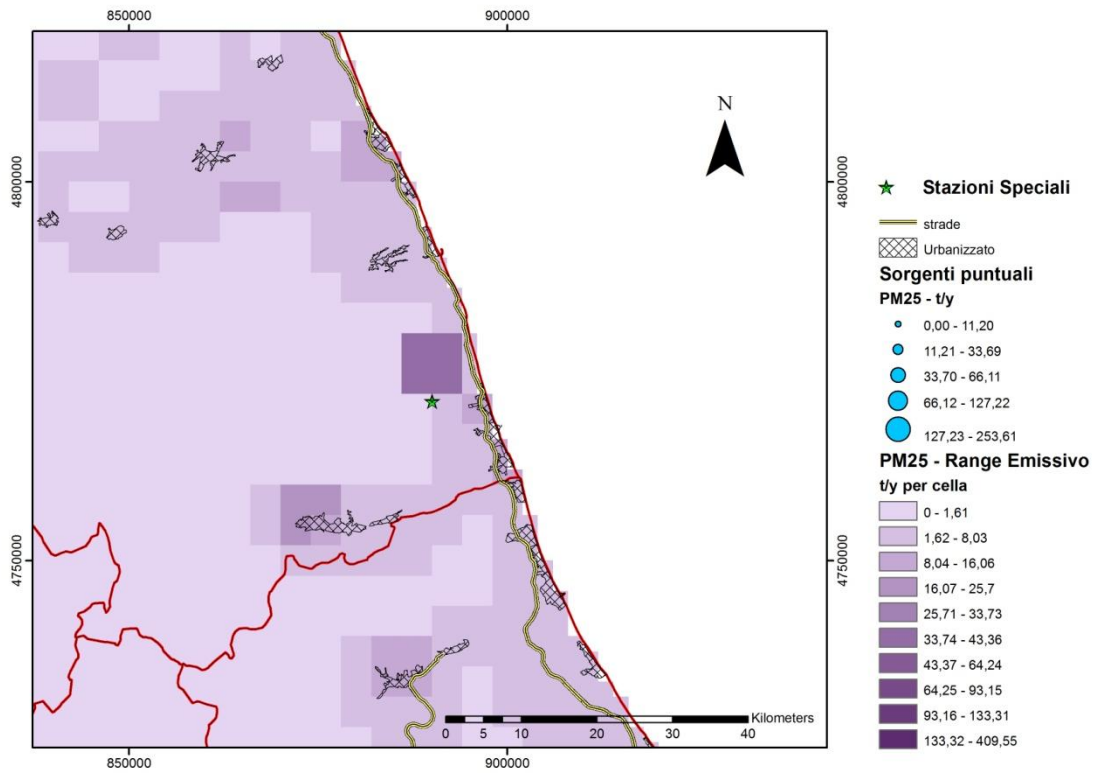 850000
900000
4800000
4800000
4750000
4750000
N
Kilometers
0 5 10 20 30 40
850000
900000
Stazioni Speciali
strade
Urbanizzato
Sorgenti puntuali
PM25 - t/y
0,00 - 11,20
11,21 - 33,69
33,70 - 66,11
66,12 - 127,22
127,23 - 253,61
PM25 - Range Emissivo
t/y per cella
0 - 1,61
1,62 - 8,03
8,04 - 16,06
16,07 - 25,7
25,71 - 33,73
33,74 - 43,36
43,37 - 64,24
64,25 - 93,15
93,16 - 133,31
133,32 - 409,55